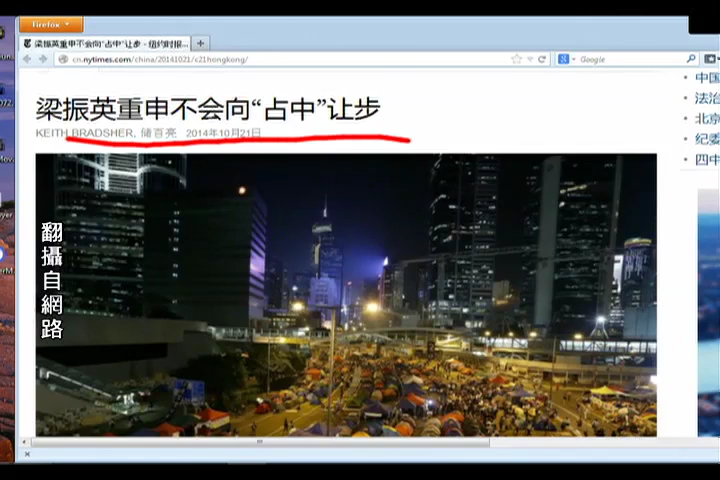 Firefox
梁振英重申不会向“占中”让步 - 纽约时报...
cn.nytimes.com/china/20141021/c21hongkong/
Google
梁振英重申不会向“占中”让步
KEITH BRADSHER, 储百亮 2014年10月21日
中国
法治
北京
纪委
四中
翻攝自網路